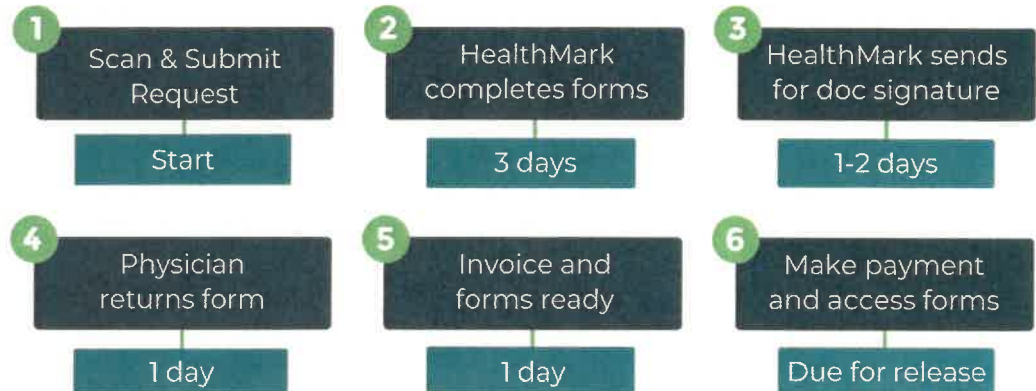 1
Scan & Submit
Request
Start
2
HealthMark
completes forms
3 days
3
HealthMark sends
for doc signature
1-2 days
4
Physician
returns form
1 day
5
Invoice and
forms ready
1 day
6
Make payment
and access forms
Due for release